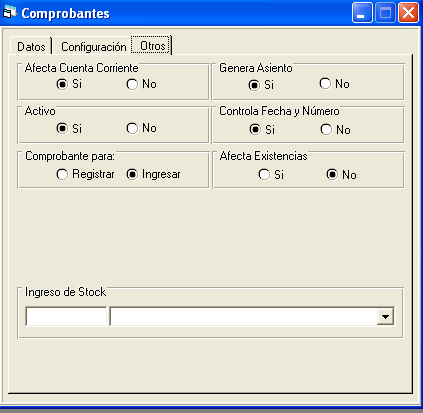 Comprobantes
Datos Configuración Otros
Afecta Cuenta Corriente Genera Asiento
Si No Si No
Activo Controla Fecha y Número
Si No Si No
Comprobante para: Afecta Existencias
Registrar Ingresar Si No
Ingreso de Stock